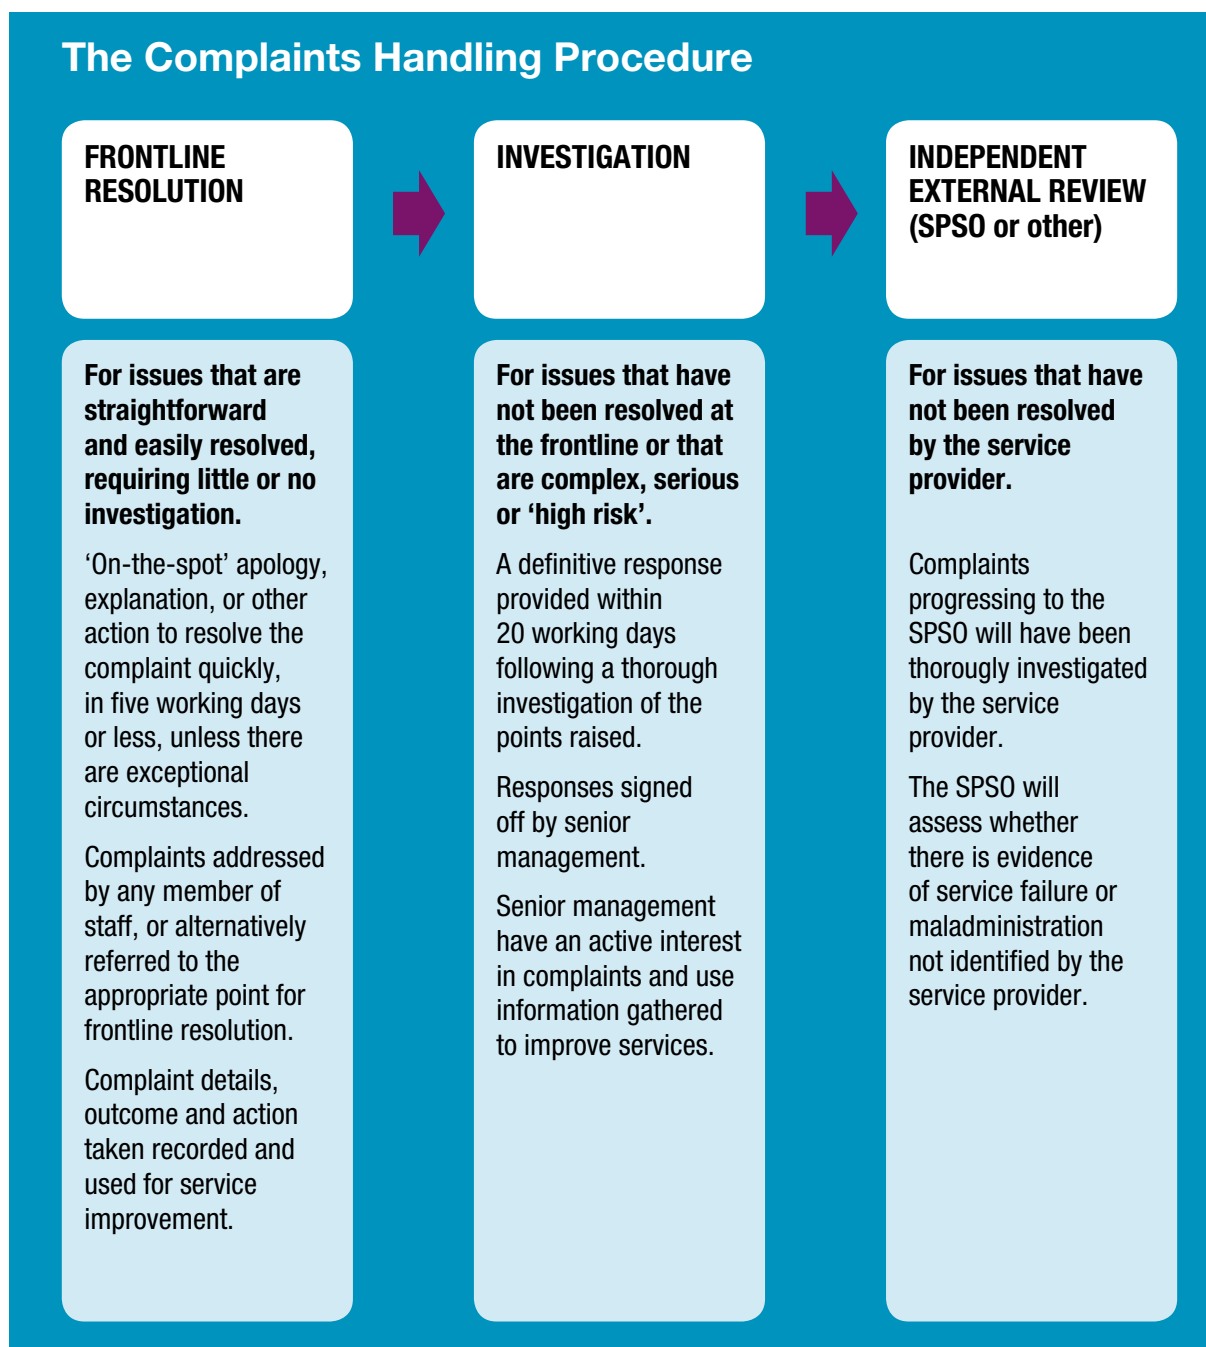 The Complaints Handling Procedure
FRONTLINE
RESOLUTION
For issues that are
straightforward
and easily resolved,
requiring little or no
investigation.
‘On-the-spot’ apology,
explanation, or other
action to resolve the
complaint quickly,
in five working days
or less, unless there
are exceptional
circumstances.
Complaints addressed
by any member of
staff, or alternatively
referred to the
appropriate point for
frontline resolution.
Complaint details,
outcome and action
taken recorded and
used for service
improvement.
INVESTIGATION
For issues that have
not been resolved at
the frontline or that
are complex, serious
or ‘high risk’.
A definitive response
provided within
20 working days
following a thorough
investigation of the
points raised.
Responses signed
off by senior
management.
Senior management
have an active interest
in complaints and use
information gathered
to improve services.
INDEPENDENT
EXTERNAL REVIEW
(SPSO or other)
For issues that have
not been resolved
by the service
provider.
Complaints
progressing to the
SPSO will have been
thorougly investigated
by the service
provider.
The SPSO will
assess whether
there is evidence
of service failure or
maladministration
not identified by the
service provider.